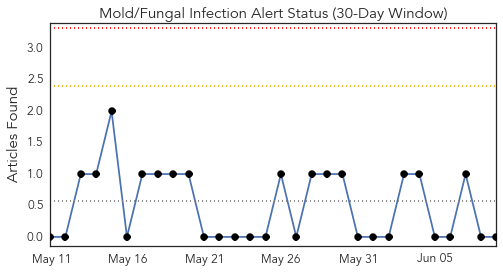 Mold/Fungal Infection Alert Status (30-Day Window)
Articles Found
3.0
2.5
2.0
1.5
1.0
0.5
0.0
May 11 May 16 May 21 May 26 May 31 Jun 05